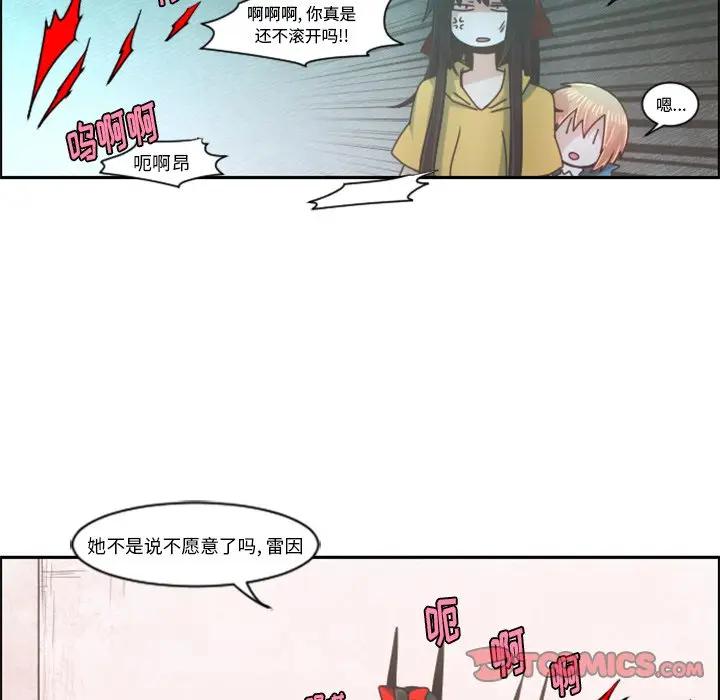 啊啊啊, 你真是
还不滚开吗!!
嗯...
呜啊啊
呃啊昂
她不是说不愿意了吗, 雷因
呃
啊
啊
COMICS.COM